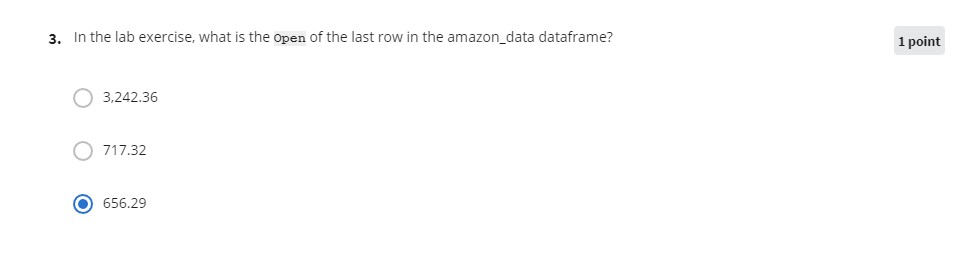 3. In the lab exercise, what is the Open of the last row in the amazon_data dataframe?
1 point
3,242.36
717.32
656.29